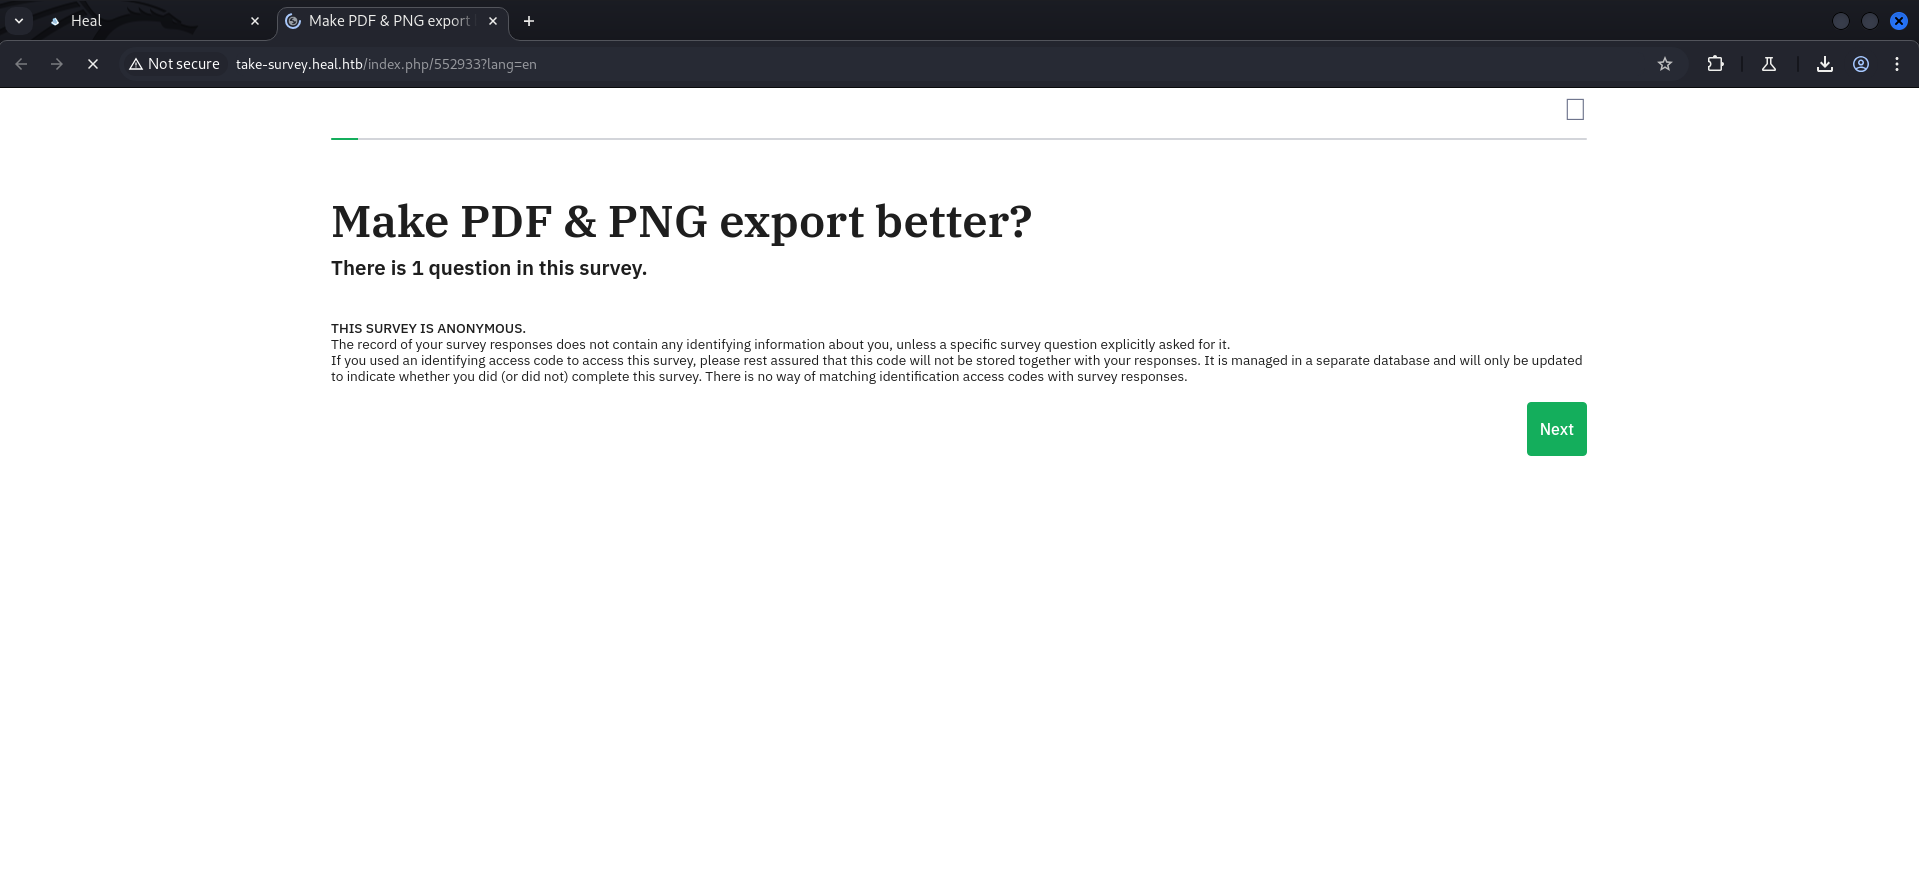 Heal
Make PDF & PNG export
Not secure
take-survey.heal.htb/index.php/552933?lang=en
Make PDF & PNG export better?
There is 1 question in this survey.
THIS SURVEY IS ANONYMOUS.
The record of your survey responses does not contain any identifying information about you, unless a specific survey question explicitly asked for it.
If you used an identifying access code to access this survey, please rest assured that this code will not be stored together with your responses. It is managed in a separate database and will only be updated
to indicate whether you did (or did not) complete this survey. There is no way of matching identification access codes with survey responses.
Next